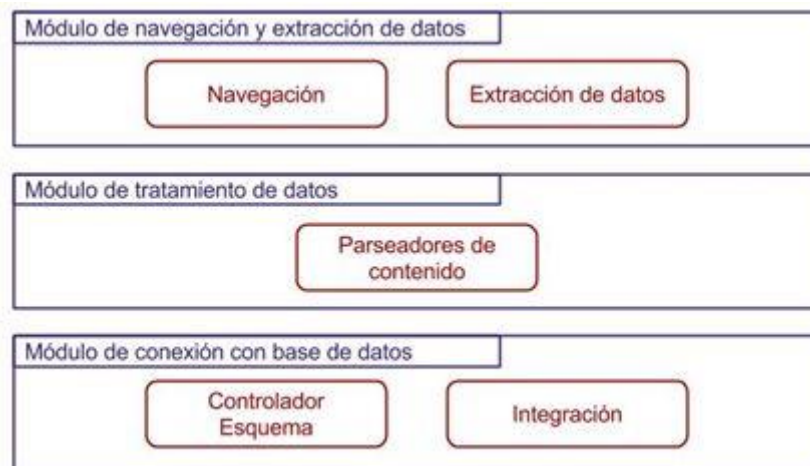 Módulo de navegación y extracción de datos
Navegación
Extracción de datos
Módulo de tratamiento de datos
Parseadores de
contenido
Módulo de conexión con base de datos
Controlador
Esquema
Integración